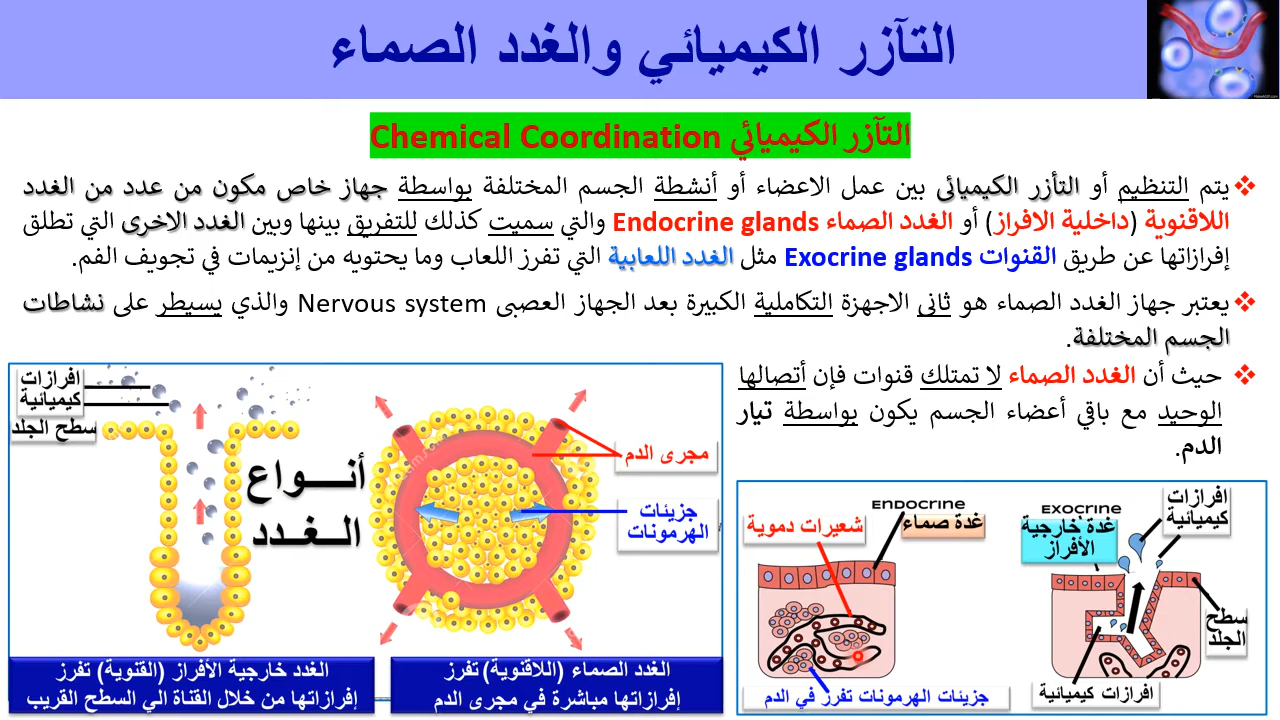 التآزر الكيميائي والغدد الصماء
التآزر الكيميائي Chemical Coordination
❖ يتم التنظيم أو التأزر الكيميائى بين عمل الاعضاء أو أنشطة الجسم المختلفة بواسطة جهاز خاص مكون من عدد من الغدد
اللاقنوية (داخلية الافراز) أو الغدد الصماء Endocrine glands والتي سميت كذلك للتفريق بينها وبين الغدد الاخرى التي تطلق
إفرازاتها عن طريق القنوات Exocrine glands مثل الغدد اللعابية التي تفرز اللعاب وما يحتويه من إنزيمات في تجويف الفم.
❖ يعتبر جهاز الغدد الصماء هو ثانى الاجهزة التكاملية الكبيرة بعد الجهاز العصبى Nervous system والذي يسيطر على نشاطات
الجسم المختلفة.
❖ حيث أن الغدد الصماء لا تمتلك قنوات فإن أتصالها
الوحيد مع باقي أعضاء الجسم يكون بواسطة تيار
الدم.
افرازات
كيميائية
سطح الجلد
أنـــواع
الــغـدد
مجرى الدم
جزيئات
الهرمونات
الغدد خارجية الأفراز (القنوية) تفرز
إفرازاتها من خلال القناة الي السطح القريب
الغدد الصماء (اللاقنوية) تفرز
إفرازاتها مباشرة في مجرى الدم
ENDOCRINE
غدة صماء
شعيرات دموية
جزيئات الهرمونات تفرز في الدم
EXOCRINE
غدة خارجية
الأفراز
افرازات
كيميائية
سطح
الجلد
افرازات كيميائية